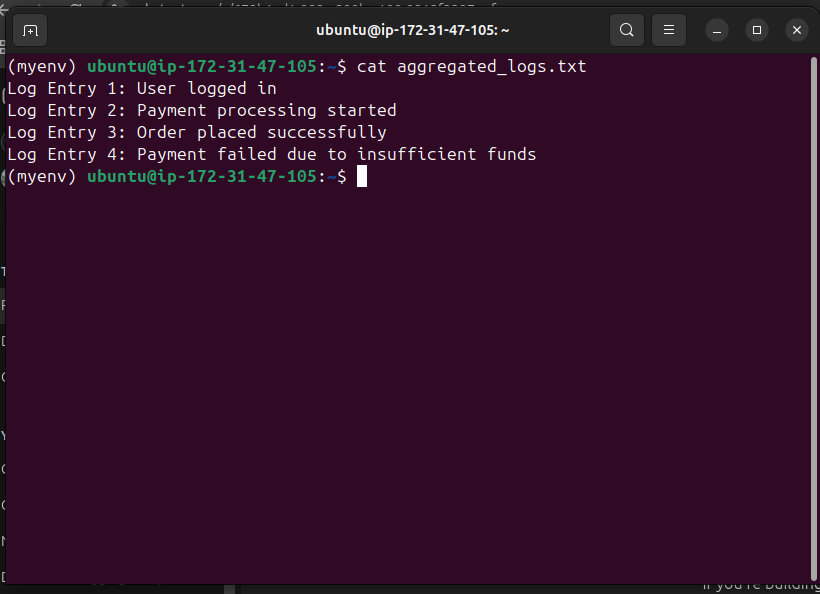 ubuntu@ip-172-31-47-105: ~
(myenv) ubuntu@ip-172-31-47-105:~$ cat aggregated_logs.txt
Log Entry 1: User logged in
Log Entry 2: Payment processing started
Log Entry 3: Order placed successfully
Log Entry 4: Payment failed due to insufficient funds
(myenv) ubuntu@ip-172-31-47-105:~$
If you're building